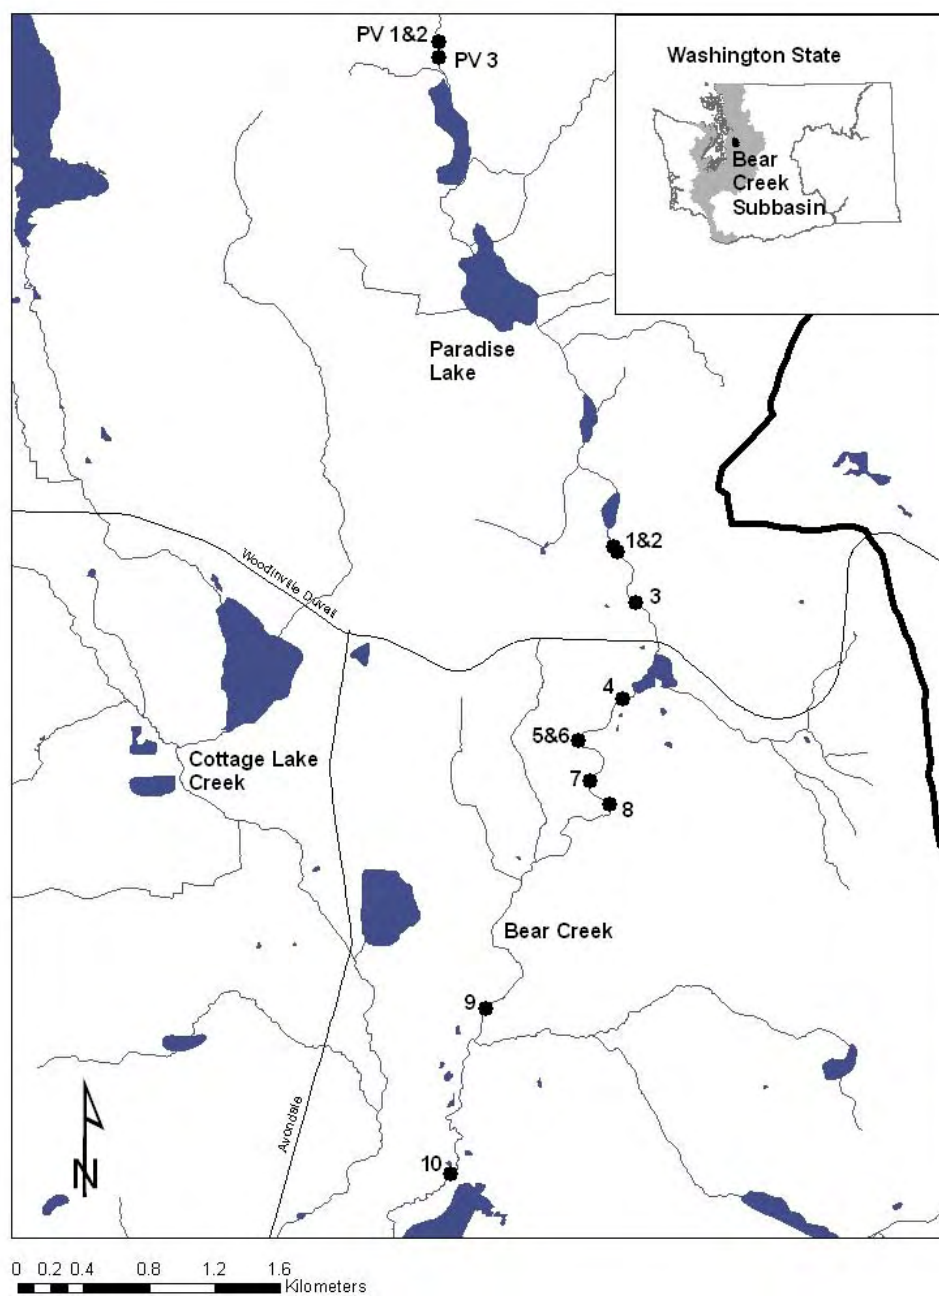 PV 1&2
PV 3
Washington State
Bear
Creek
Subbasin
Paradise
Lake
1&2
Woodinville Duvall
3
4
5&6
Cottage Lake
Creek
7
8
Bear Creek
9
Avondale
N
10
0 0.2 0.4 0.8 1.2 1.6
Kilometers